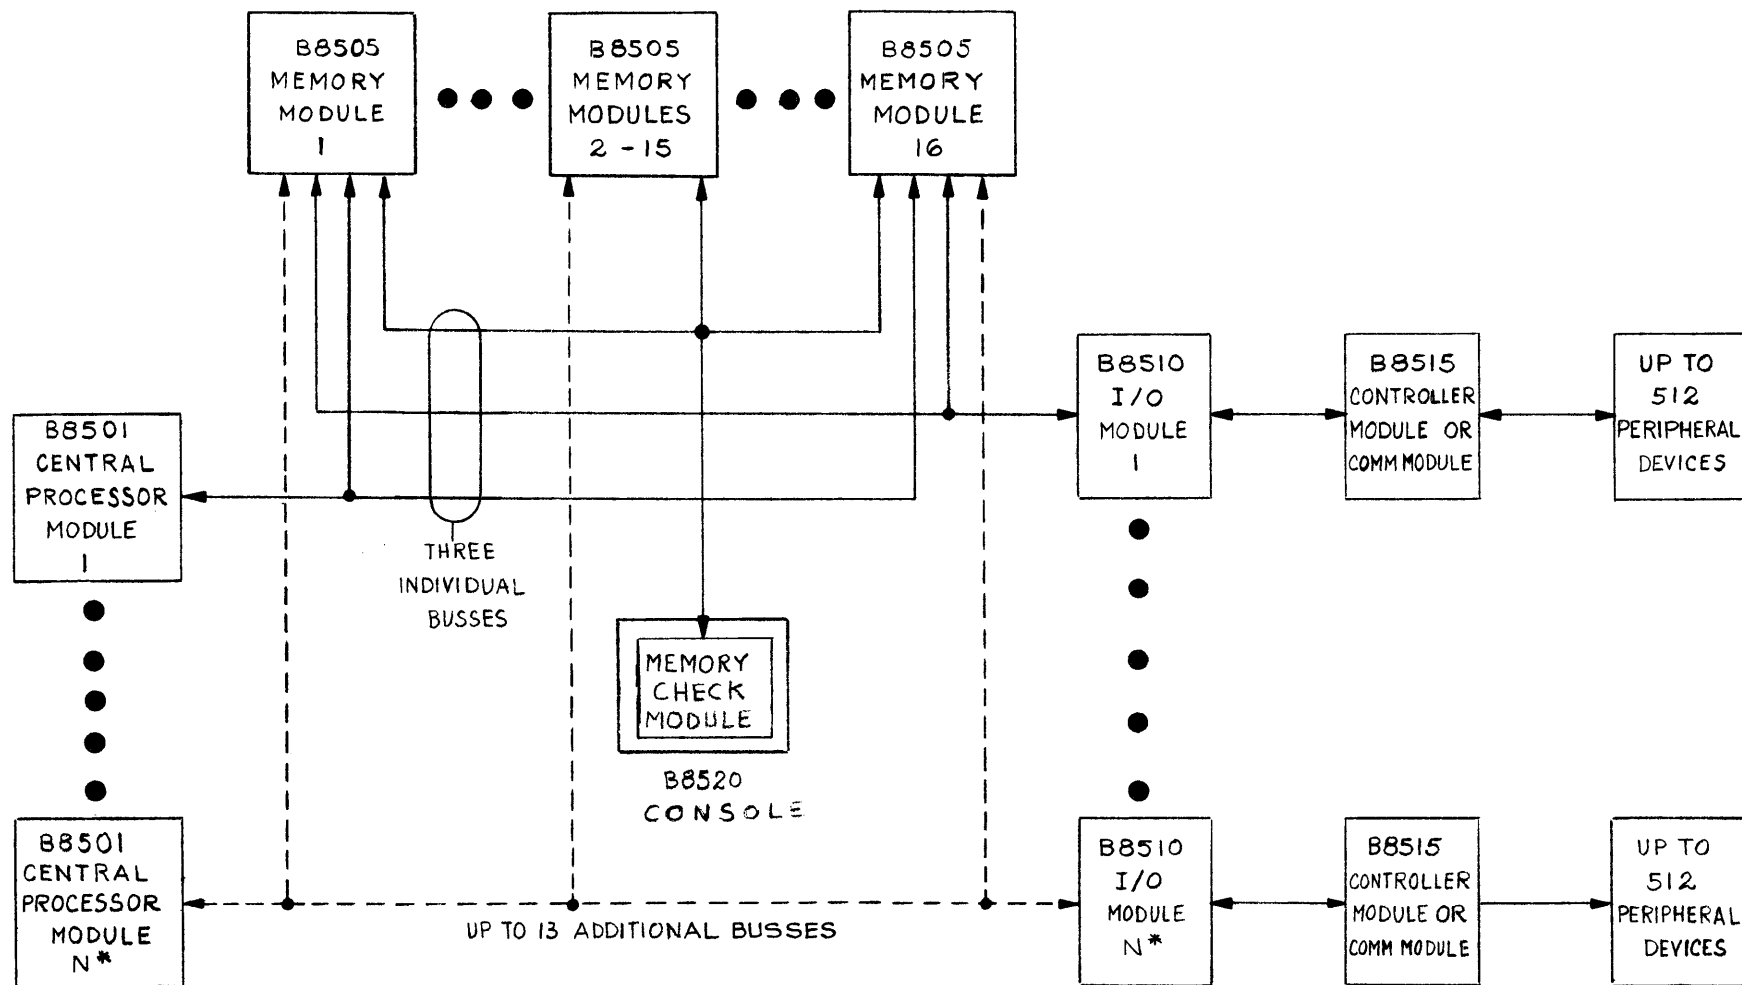 B8505
MEMORY
MODULE
1
B8505
MEMORY
MODULES
2 - 15
B8505
MEMORY
MODULE
16
B8501
CENTRAL
PROCESSOR
MODULE
1
THREE
INDIVIDUAL
BUSSES
B8510
I/O
MODULE
1
B8515
CONTROLLER
MODULE OR
COMM MODULE
UP TO
512
PERIPHERAL
DEVICES
MEMORY
CHECK
MODULE
B8520
CONSOLE
B8501
CENTRAL
PROCESSOR
MODULE
N*
UP TO 13 ADDITIONAL BUSSES
B8510
I/O
MODULE
N*
B8515
CONTROLLER
MODULE OR
COMM MODULE
UP TO
512
PERIPHERAL
DEVICES